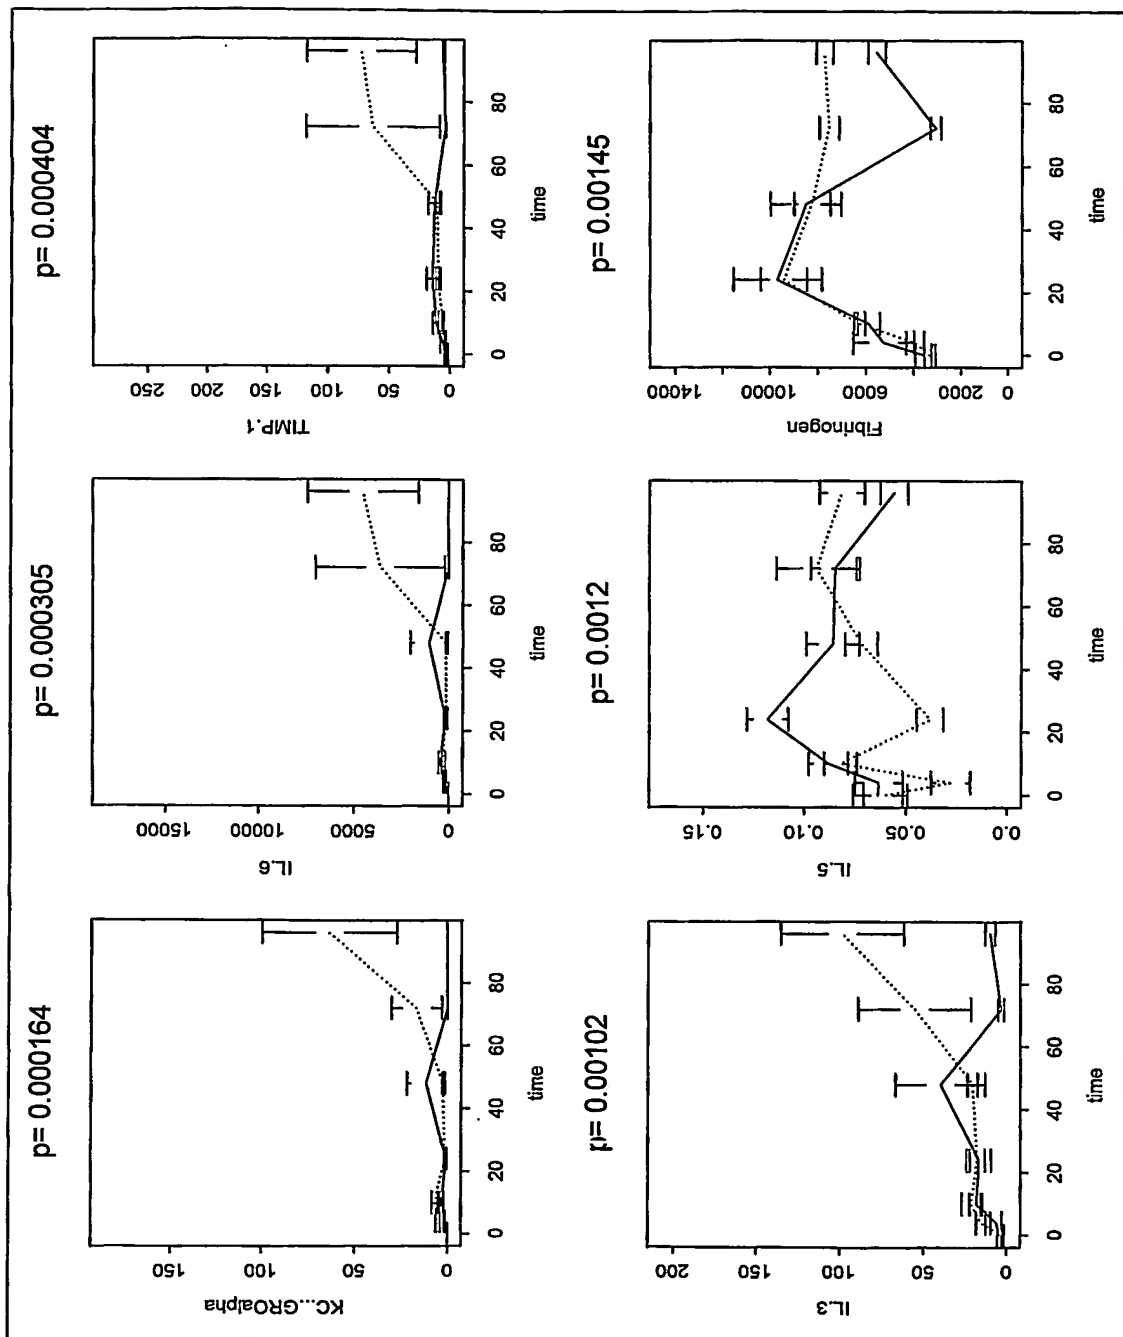 p= 0.000164
KC...GROalpha
150
100
50
0
0 20 40 60 80
time
p= 0.000305
IL.6
15000
10000
5000
0
0 20 40 60 80
time
p= 0.000404
TIMP.1
250
200
150
100
50
0
0 20 40 60 80
time
p= 0.00102
IL.3
200
150
100
50
0
0 20 40 60 80
time
p= 0.0012
IL.5
0.15
0.10
0.05
0.0
0 20 40 60 80
time
p= 0.00145
Fibrinogen
14000
10000
6000
2000
0
0 20 40 60 80
time